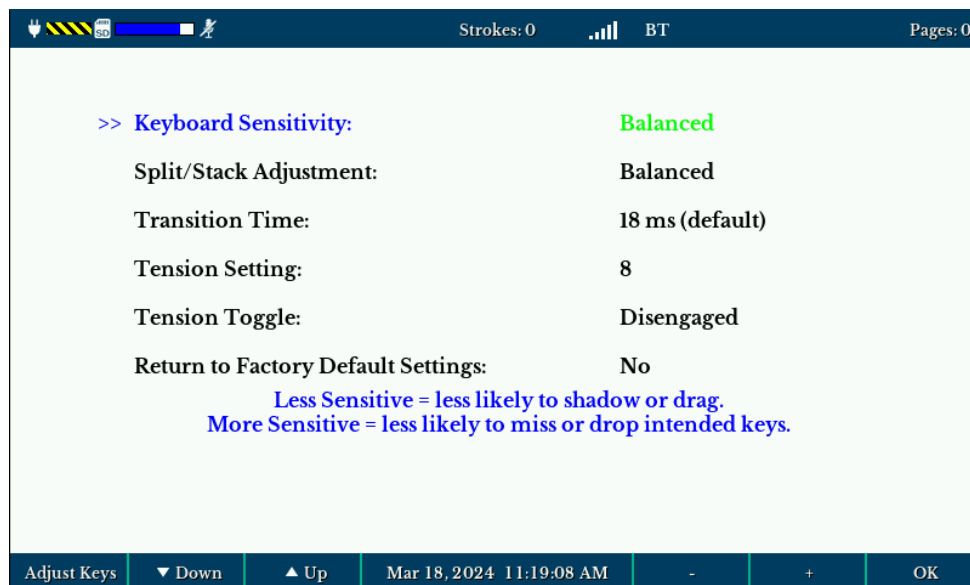 SD Strokes: 0 BT Pages: 0
>> Keyboard Sensitivity: Balanced
Split/Stack Adjustment: Balanced
Transition Time: 18 ms (default)
Tension Setting: 8
Tension Toggle: Disengaged
Return to Factory Default Settings: No
Less Sensitive = less likely to shadow or drag.
More Sensitive = less likely to miss or drop intended keys.
Adjust Keys ▼ Down ▲ Up Mar 18, 2024 11:19:08 AM - + OK